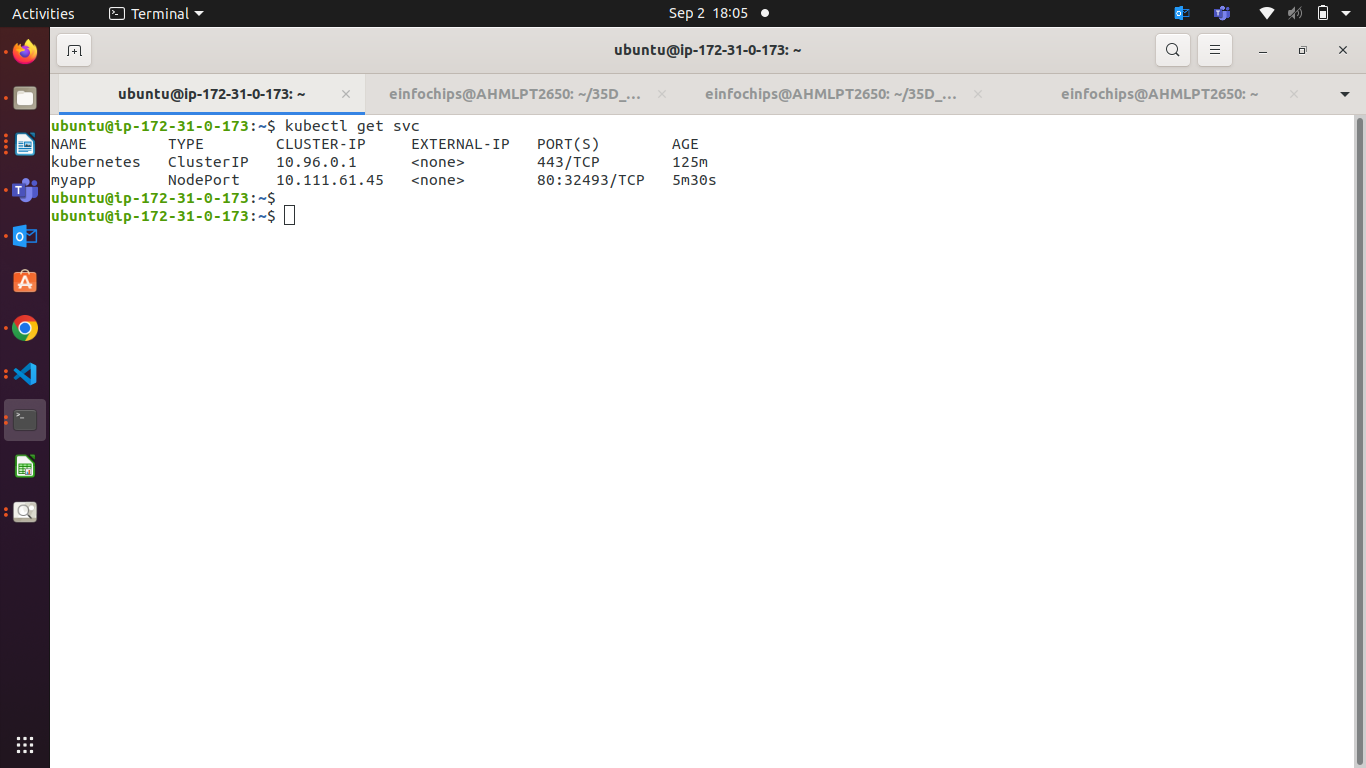 Activities Terminal Sep 2 18:05
ubuntu@ip-172-31-0-173: ~
ubuntu@ip-172-31-0-173: ~ einfochips@AHMLPT2650: ~/35D_... einfochips@AHMLPT2650: ~/35D_... einfochips@AHMLPT2650: ~
ubuntu@ip-172-31-0-173:~$ kubectl get svc
NAME TYPE CLUSTER-IP EXTERNAL-IP PORT(S) AGE
kubernetes ClusterIP 10.96.0.1 <none> 443/TCP 125m
myapp NodePort 10.111.61.45 <none> 80:32493/TCP 5m30s
ubuntu@ip-172-31-0-173:~$
ubuntu@ip-172-31-0-173:~$